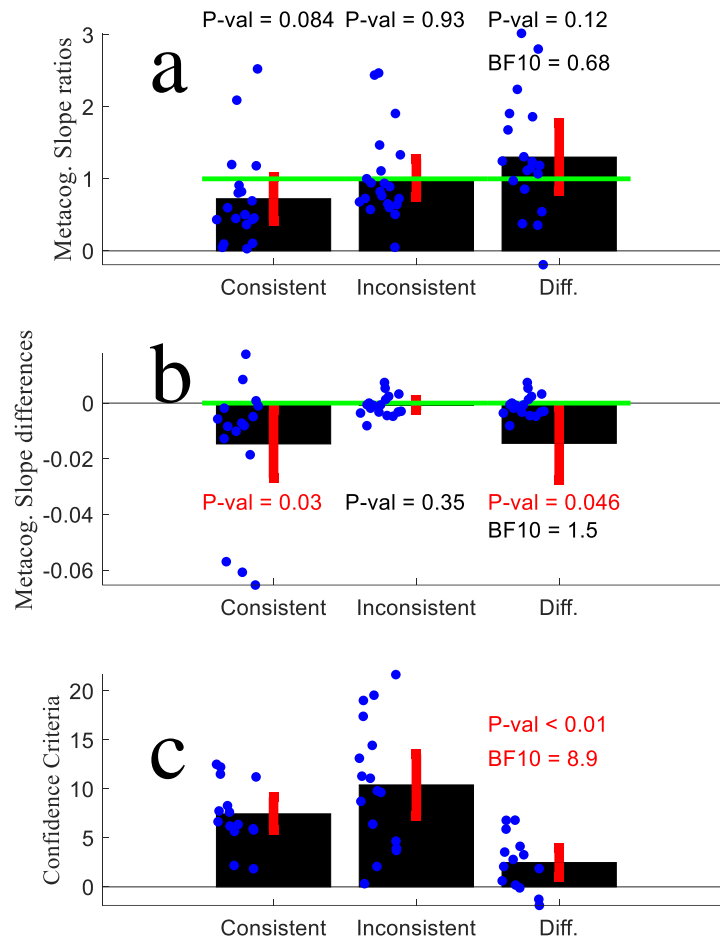 P-val = 0.084 P-val = 0.93 P-val = 0.12
BF10 = 0.68
a
Metacog. Slope ratios
3
2
1
0
Consistent Inconsistent Diff.
b
Metacog. Slope differences
0
-0.02
-0.04
-0.06
P-val = 0.03 P-val = 0.35 P-val = 0.046
BF10 = 1.5
Consistent Inconsistent Diff.
c
Confidence Criteria
20
15
10
5
0
P-val < 0.01
BF10 = 8.9
Consistent Inconsistent Diff.